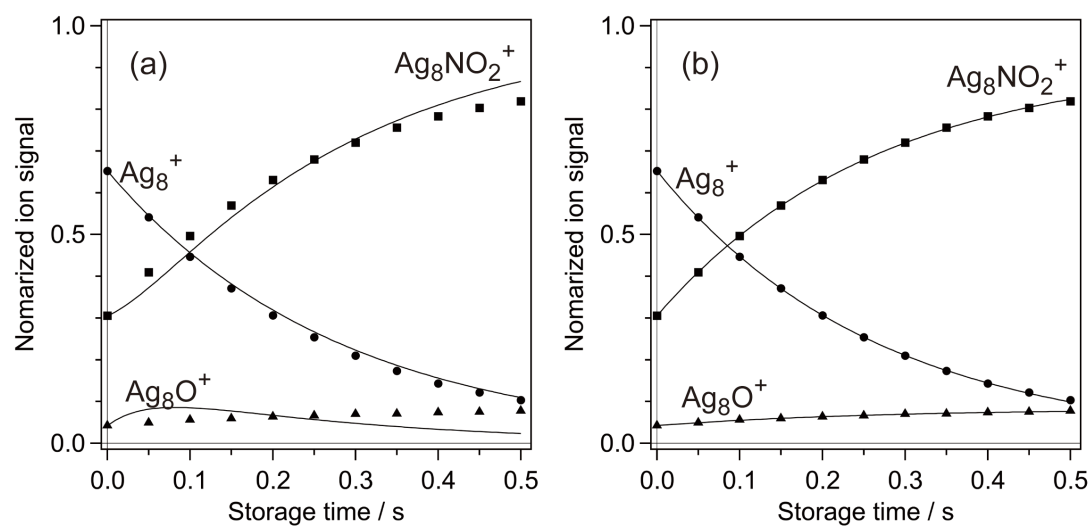 (a)
Ag₈NO₂⁺
Ag₈⁺
Ag₈O⁺
1.0
0.5
0.0
Nomarized ion signal
0.0 0.1 0.2 0.3 0.4 0.5
Storage time / s
(b)
Ag₈NO₂⁺
Ag₈⁺
Ag₈O⁺
1.0
0.5
0.0
Nomarized ion signal
0.0 0.1 0.2 0.3 0.4 0.5
Storage time / s